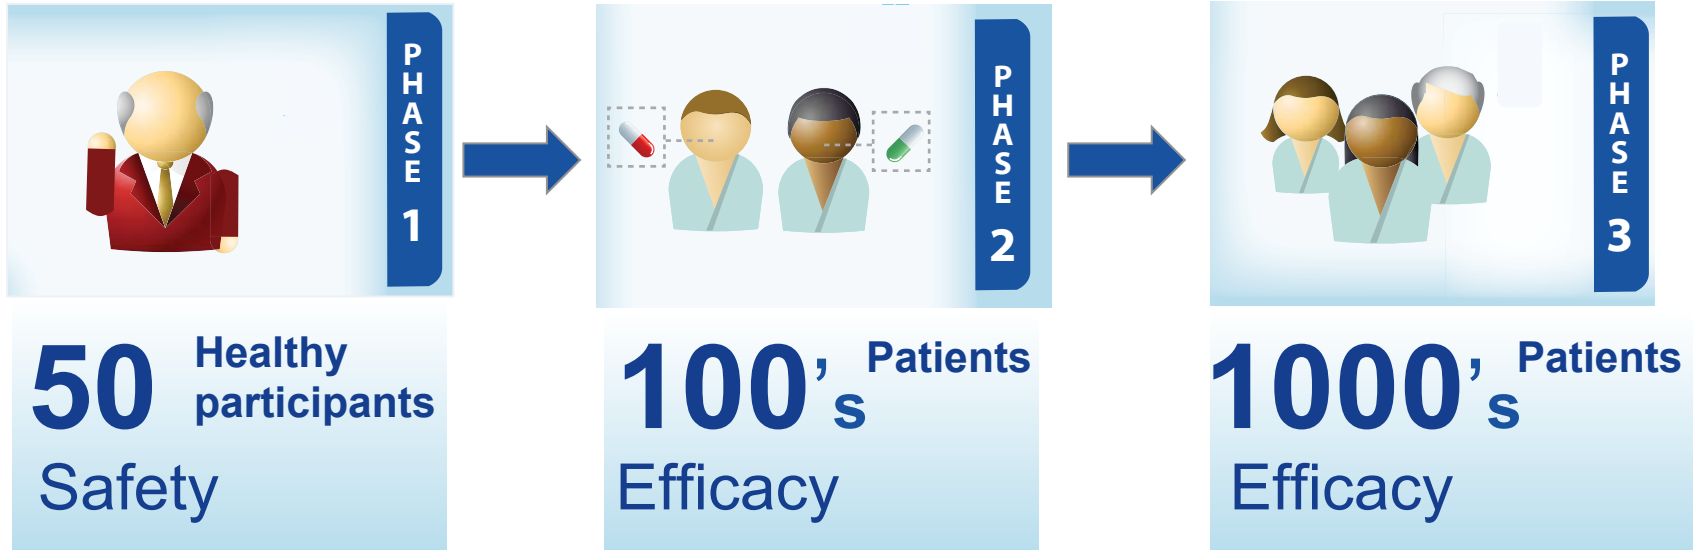 PHASE 1
50 Healthy participants
Safety
PHASE 2
100's Patients
Efficacy
PHASE 3
1000's Patients
Efficacy